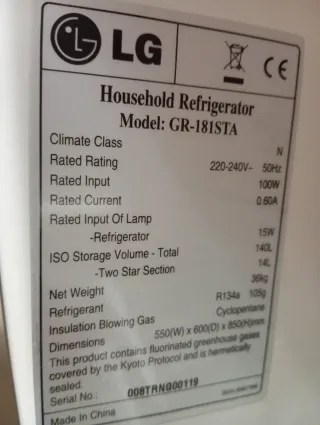 LG
CE
Household Refrigerator
Model: GR-181STA
Climate Class N
Rated Rating 220-240V~ 50Hz
Rated Input 100W
Rated Current 0.60A
Rated Input Of Lamp
-Refrigerator 15W
ISO Storage Volume - Total 140L
-Two Star Section 14L
Net Weight 36kg
Refrigerant R134a 105g
Insulation Blowing Gas Cyclopentane
Dimensions 550(W) x 600(D) x 850(H)mm
This product contains fluorinated greenhouse gases
covered by the Kyoto Protocol and is hermetically
sealed.
Serial No.: 008TRNG00119
Made In China